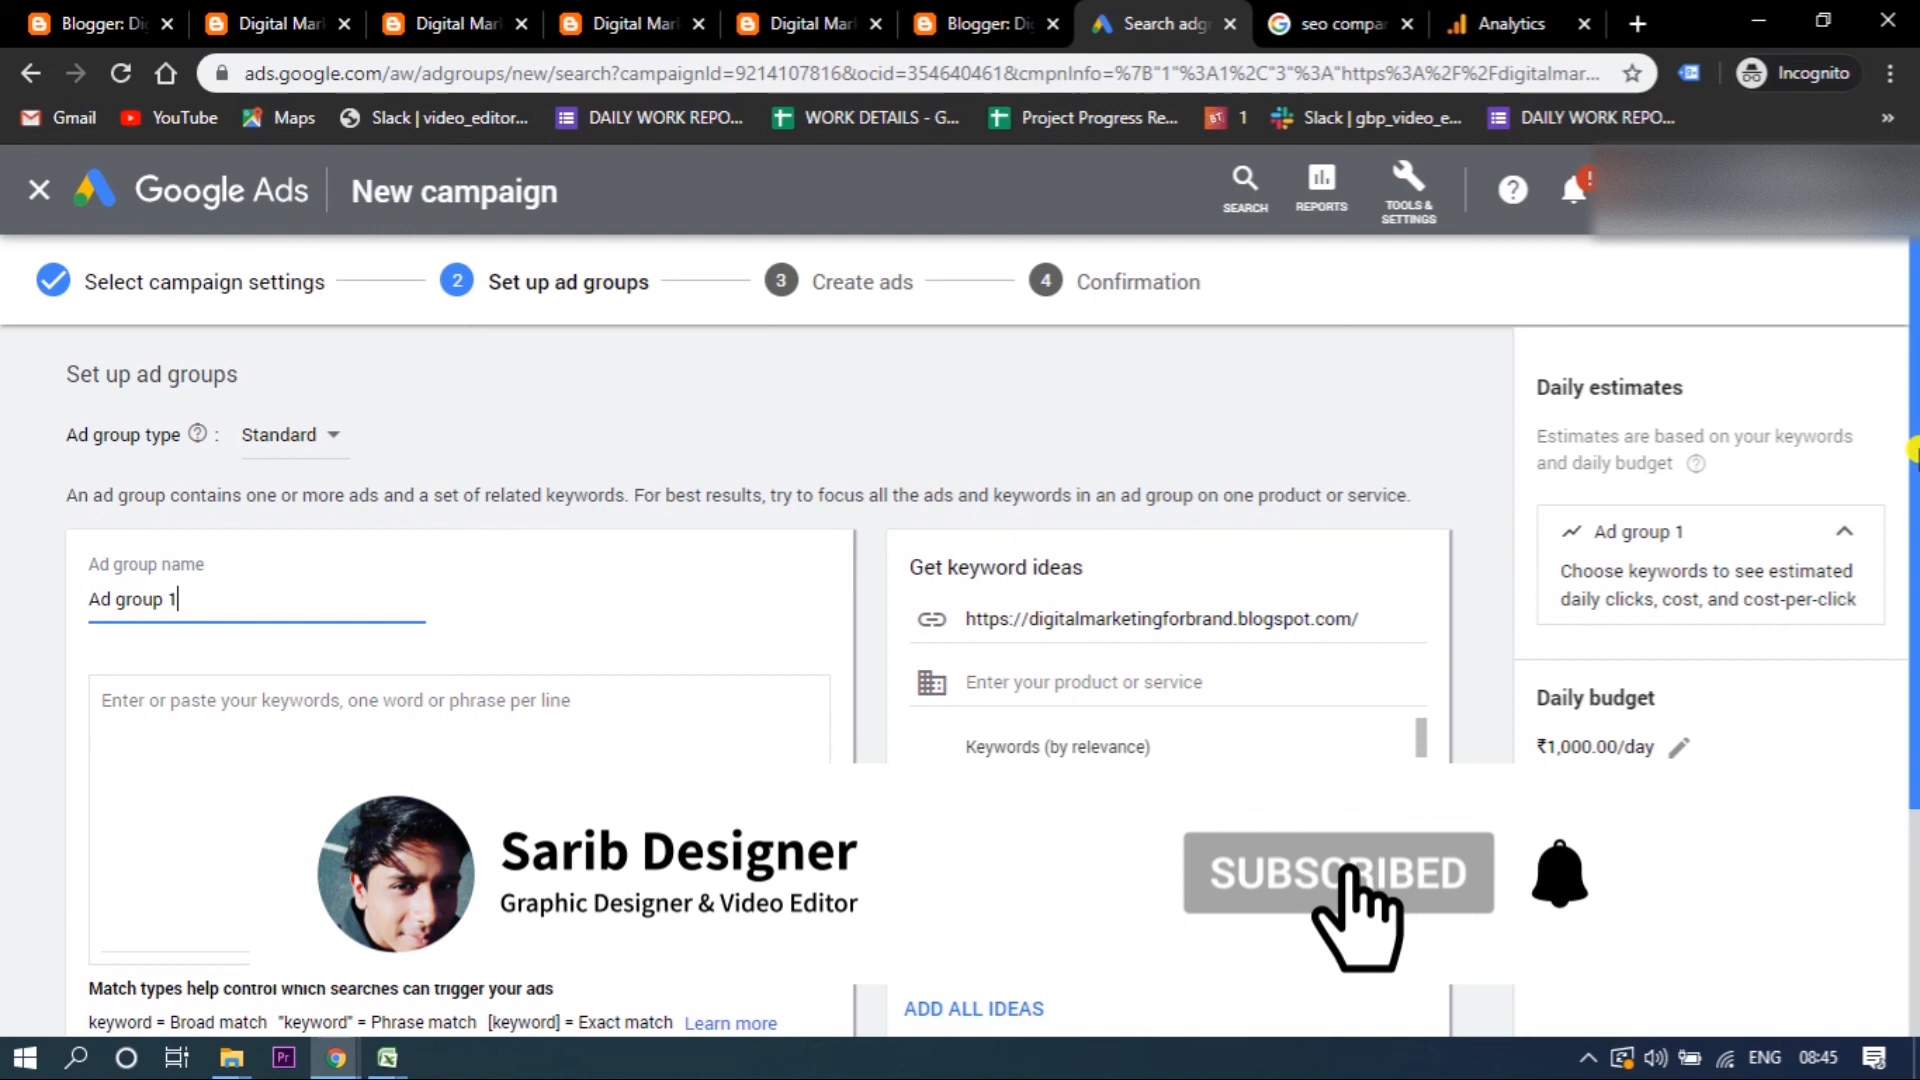 Blogger: Di
Digital Mar
Digital Mar
Digital Mar
Digital Mar
Blogger: Di
Search adg
seo compa
Analytics
ads.google.com/aw/adgroups/new/search?campaignId=9214107816&ocid=354640461&cmpnInfo=%7B"1"%3A1%2C"3"%3A"https%3A%2F%2Fdigitalmar...
Incognito
Gmail
YouTube
Maps
Slack | video_editor...
DAILY WORK REPO...
WORK DETAILS - G...
Project Progress Re...
BT
1
Slack | gbp_video_e...
DAILY WORK REPO...
»
Google Ads
New campaign
SEARCH
REPORTS
TOOLS &
SETTINGS
?
!
Select campaign settings
2 Set up ad groups
3 Create ads
4 Confirmation
Set up ad groups
Ad group type ? : Standard
An ad group contains one or more ads and a set of related keywords. For best results, try to focus all the ads and keywords in an ad group on one product or service.
Ad group name
Ad group 1
Enter or paste your keywords, one word or phrase per line
Get keyword ideas
https://digitalmarketingforbrand.blogspot.com/
Enter your product or service
Keywords (by relevance)
Daily estimates
Estimates are based on your keywords
and daily budget ?
Ad group 1
Choose keywords to see estimated
daily clicks, cost, and cost-per-click
Daily budget
₹1,000.00/day
Sarib Designer
Graphic Designer & Video Editor
SUBSCRIBED
Match types help control which searches can trigger your ads
keyword = Broad match "keyword" = Phrase match [keyword] = Exact match Learn more
ADD ALL IDEAS
Pr
ENG
08:45